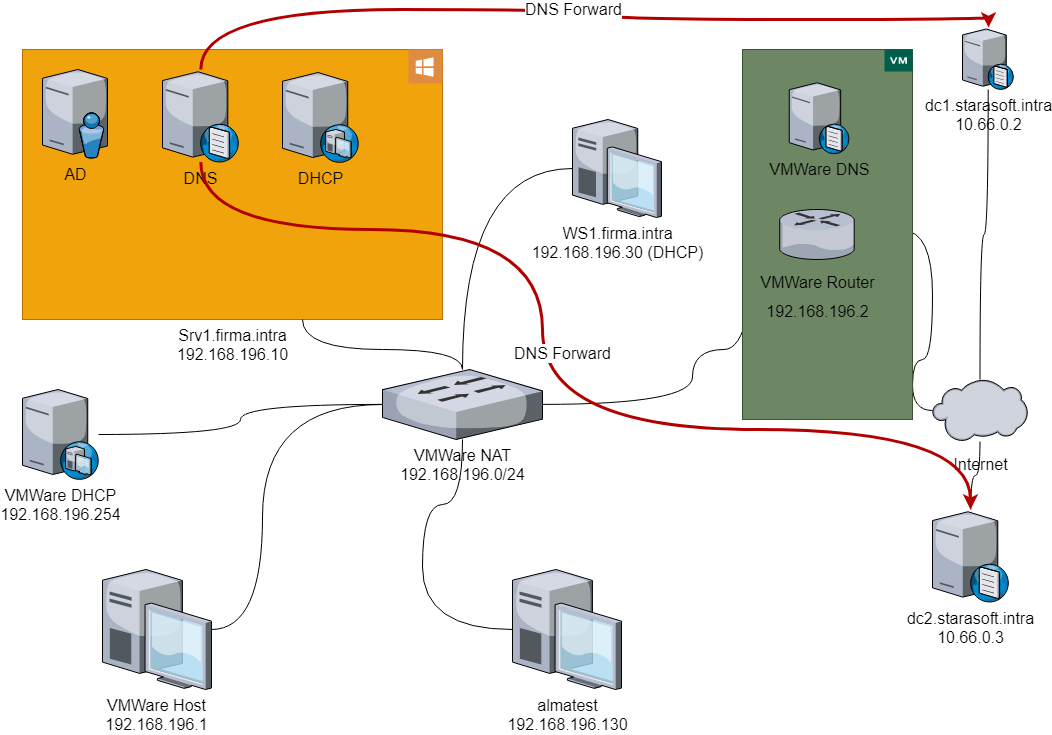 DNS Forward
VM
AD
DNS
DHCP
VMWare DNS
dc1.starasoft.intra
10.66.0.2
WS1.firma.intra
192.168.196.30 (DHCP)
VMWare Router
192.168.196.2
Srv1.firma.intra
192.168.196.10
DNS Forward
VMWare NAT
192.168.196.0/24
Internet
VMWare DHCP
192.168.196.254
dc2.starasoft.intra
10.66.0.3
VMWare Host
192.168.196.1
almatest
192.168.196.130